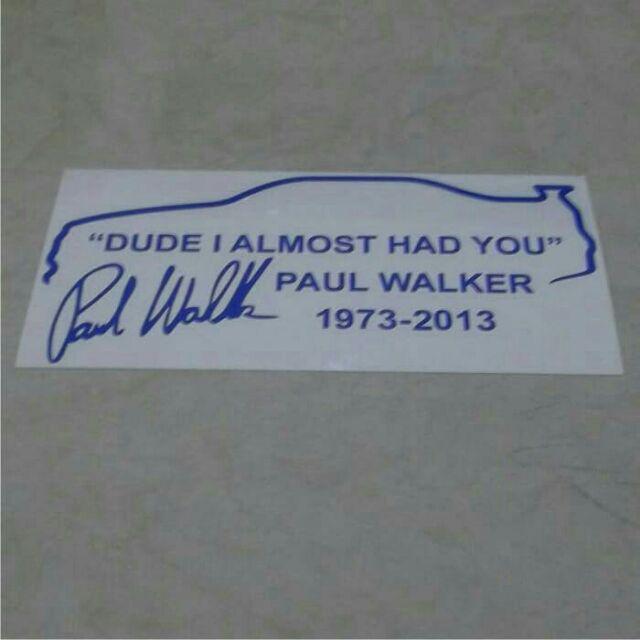 “DUDE I ALMOST HAD YOU”
Paul Walker PAUL WALKER
1973-2013